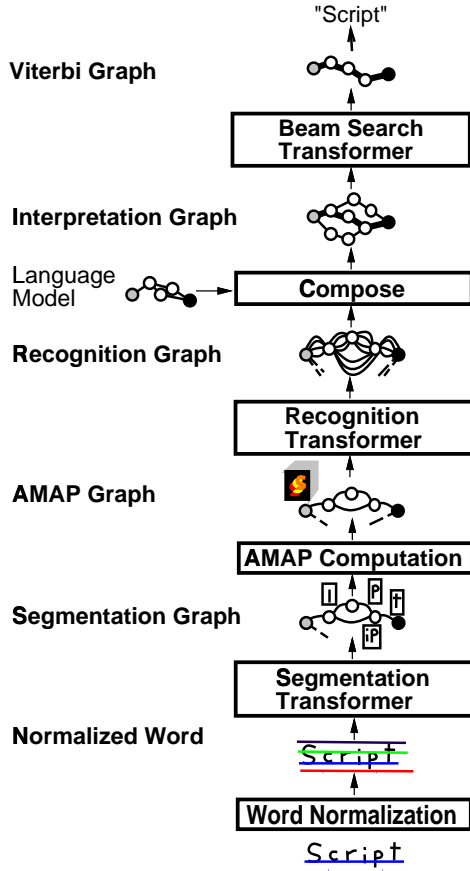 "Script"
Viterbi Graph
Beam Search
Transformer
Interpretation Graph
Language
Model
Compose
Recognition Graph
Recognition
Transformer
AMAP Graph
AMAP Computation
Segmentation Graph
l
p
t
ip
Segmentation
Transformer
Normalized Word
Script
Word Normalization
Script